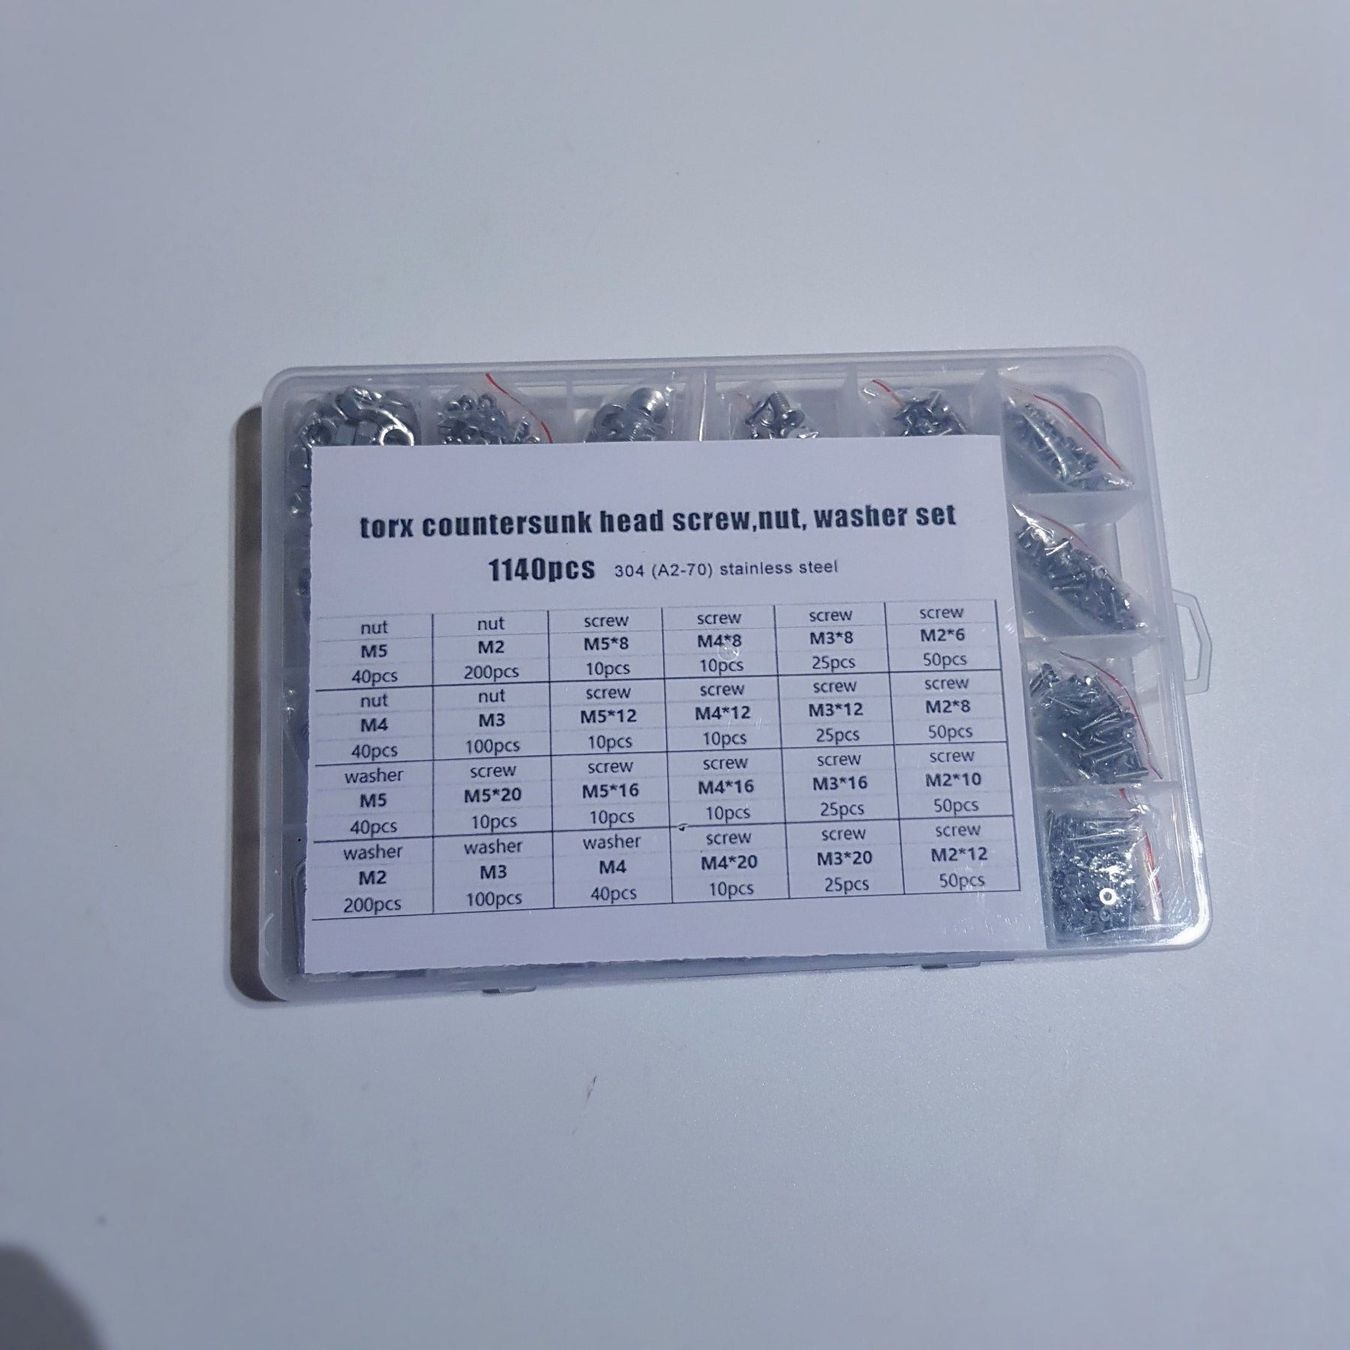 torx countersunk head screw,nut, washer set
1140pcs 304 (A2-70) stainless steel
nut nut screw screw screw screw
M5 M2 M5*8 M4*8 M3*8 M2*6
40pcs 200pcs 10pcs 10pcs 25pcs 50pcs
nut nut screw screw screw screw
M4 M3 M5*12 M4*12 M3*12 M2*8
40pcs 100pcs 10pcs 10pcs 25pcs 50pcs
washer screw screw screw screw screw
M5 M5*20 M5*16 M4*16 M3*16 M2*10
40pcs 10pcs 10pcs 10pcs 25pcs 50pcs
washer washer washer screw screw screw
M2 M3 M4 M4*20 M3*20 M2*12
200pcs 100pcs 40pcs 10pcs 25pcs 50pcs